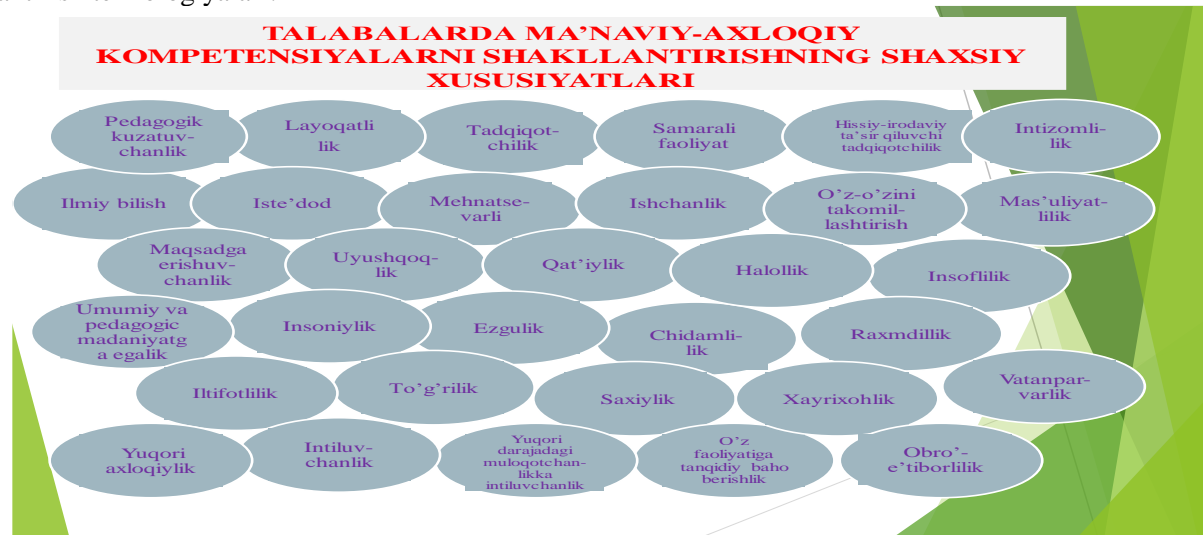 TALABALARDA MA'NAVIY-AXLOQIY
KOMPETENSIYALARNI SHAKLLANTIRISHNING SHAXSIY
XUSUSIYATLARI
Pedagogik
kuzatuv-
chanlik
Layoqatli
lik
Tadqiqot-
chilik
Samarali
faoliyat
Hissiy-irodaviy
ta'sir qiluvchi
tadqiqotchilik
Intizomli-
lik
Ilmiy bilish
Iste'dod
Mehnatse-
varli
Ishchanlik
O'z-o'zini
takomil-
lashtirish
Mas'uliyat-
lilik
Maqsadga
erishuv-
chanlik
Uyushqoq-
lik
Qat'iylik
Halollik
Insoflilik
Umumiy va
pedagogic
madaniyatg
a egalik
Insoniylik
Ezgulik
Chidamli-
lik
Raxmdillik
Iltifotlilik
To'g'rilik
Saxiylik
Xayrixohlik
Vatanpar-
varlik
Yuqori
axloqiylik
Intiluv-
chanlik
Yuqori
darajadagi
muloqotchan-
likka
intiluvchanlik
O'z
faoliyatiga
tanqidiy baho
berishlik
Obro'-
e'tiborlilik